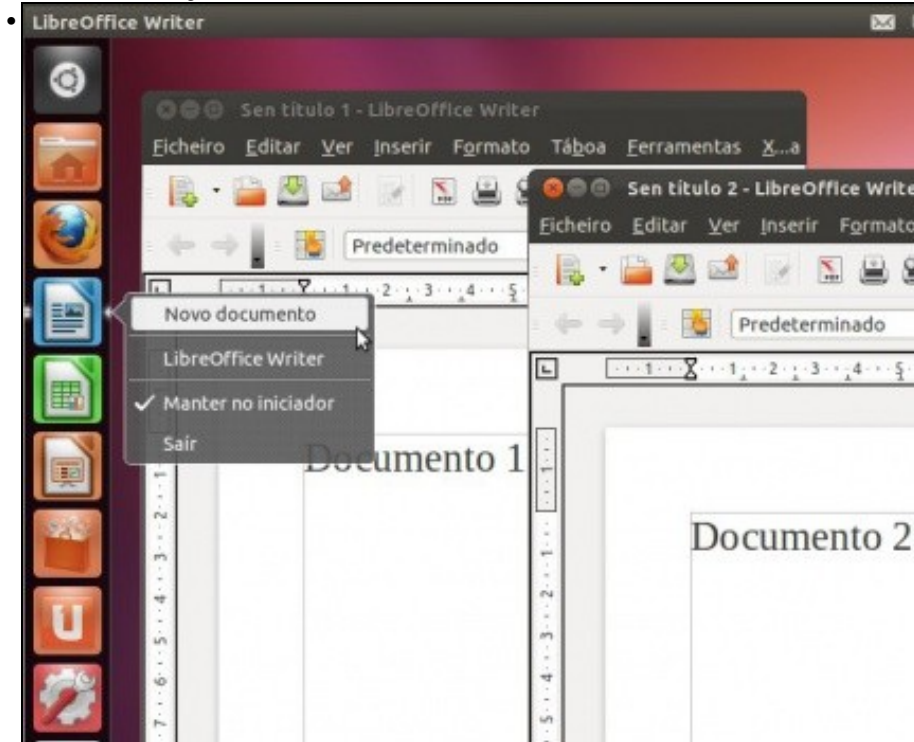 LibreOffice Writer
Sen título 1 - LibreOffice Writer
Ficheiro Editar Ver Inserir Formato Táboa Ferramentas X...a
Predeterminado
Sen título 2 - LibreOffice Write
Ficheiro Editar Ver Inserir Formato
Predeterminado
Novo documento
LibreOffice Writer
Manter no iniciador
Saír
Documento 1
Documento 2